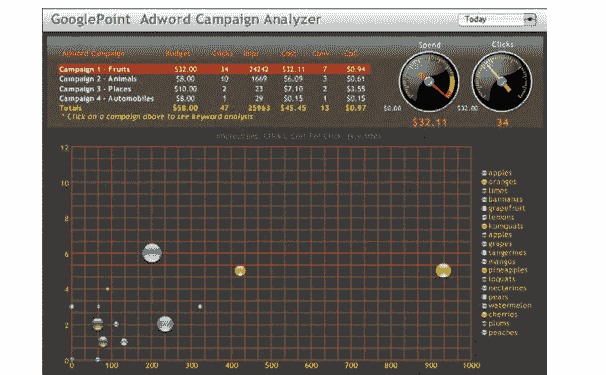 GooglePoint Adword Campaign Analyzer
Today
Adword Campaign Budget Clicks Imps Cost Conv CPC
Campaign 1 - Fruits $32.00 34 24242 $32.11 7 $0.94
Campaign 2 - Animals $8.00 10 1669 $6.09 3 $0.61
Campaign 3 - Places $10.00 2 23 $7.10 2 $3.55
Campaign 4 - Automobiles $8.00 1 29 $0.15 1 $0.15
Totals $58.00 47 25963 $45.45 13 $0.97
* Click on a campaign above to see keyword analysis
Spend
$0.00 $32.00
$32.11
Clicks
34
Clicks, Cost Per Click
12
10
8
6
4
2
0
0 100 200 300 400 500 600 700 800 900 1000
apples
oranges
limes
bannanas
grapefruit
lemons
kumquats
apples
grapes
tangerines
mangos
pineapples
loquats
nectarines
pears
watermelon
cherries
plums
peaches